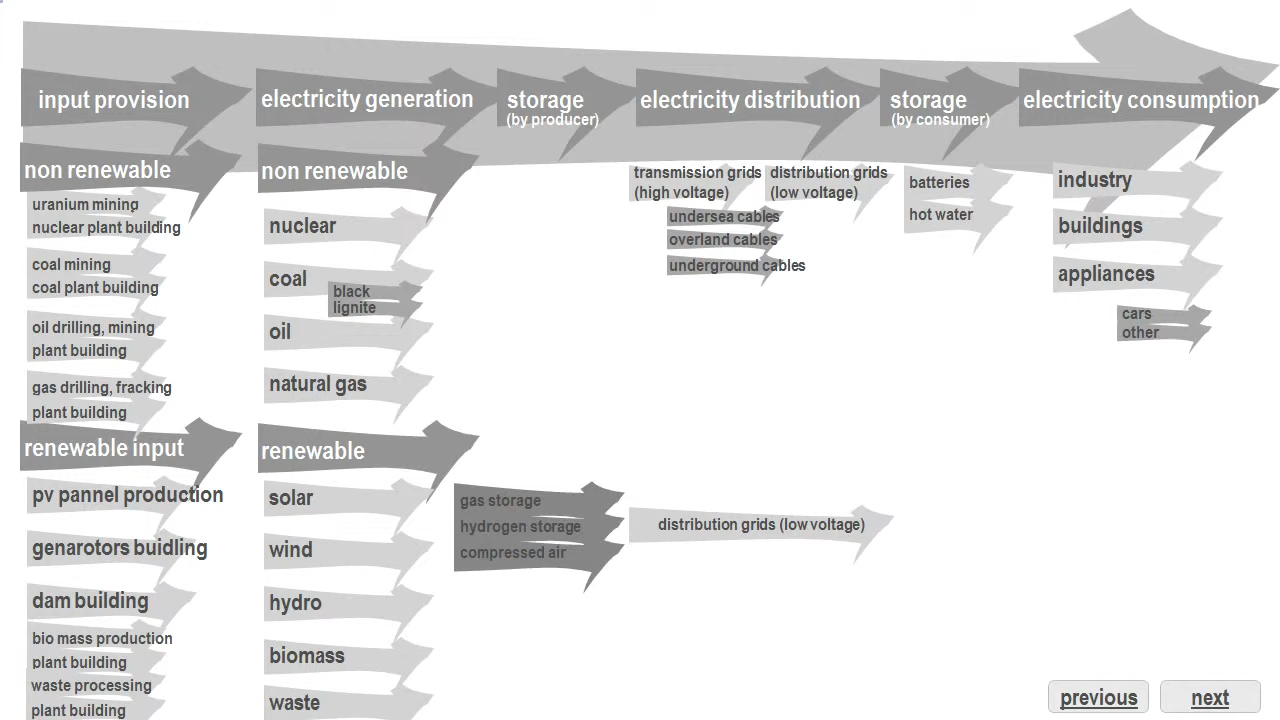 input provision
electricity generation
storage
(by producer)
electricity distribution
storage
(by consumer)
electricity consumption
non renewable
uranium mining
nuclear plant building
coal mining
coal plant building
oil drilling, mining
plant building
gas drilling, fracking
plant building
renewable input
pv pannel production
genarotors buidling
dam building
bio mass production
plant building
waste processing
plant building
non renewable
nuclear
coal
black
lignite
oil
natural gas
renewable
solar
wind
hydro
biomass
waste
gas storage
hydrogen storage
compressed air
transmission grids
(high voltage)
distribution grids
(low voltage)
undersea cables
overland cables
underground cables
distribution grids (low voltage)
batteries
hot water
industry
buildings
appliances
cars
other
previous
next